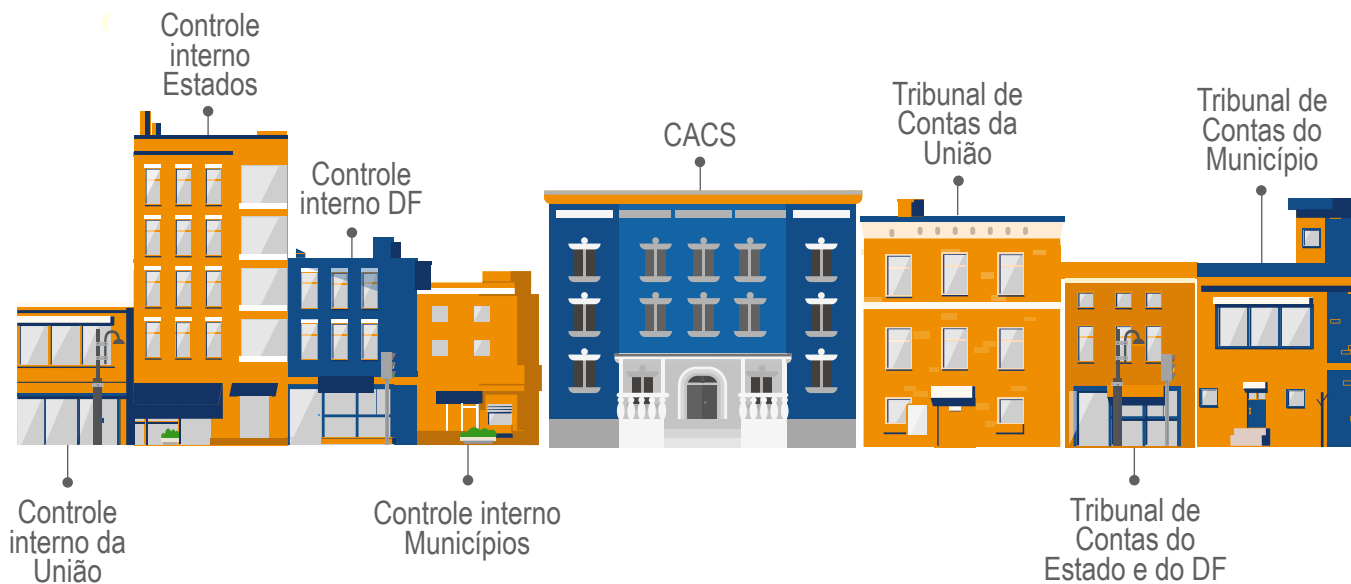 Controle
interno
Estados
Controle
interno DF
CACS
Tribunal de
Contas da
União
Tribunal de
Contas do
Município
Controle
interno da
União
Controle interno
Municípios
Tribunal de
Contas do
Estado e do DF